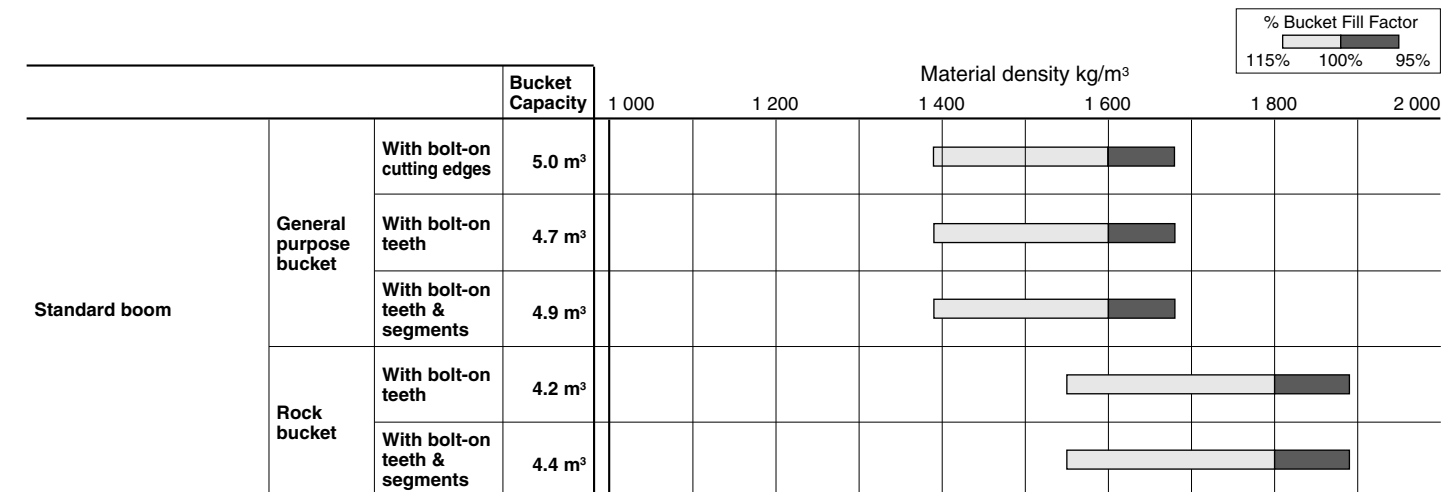 % Bucket Fill Factor
115% 100% 95%
Material density kg/m³
Bucket
Capacity
1 000 1 200 1 400 1 600 1 800 2 000
Standard boom
General
purpose
bucket
With bolt-on
cutting edges
5.0 m³
With bolt-on
teeth
4.7 m³
With bolt-on
teeth &
segments
4.9 m³
Rock
bucket
With bolt-on
teeth
4.2 m³
With bolt-on
teeth &
segments
4.4 m³